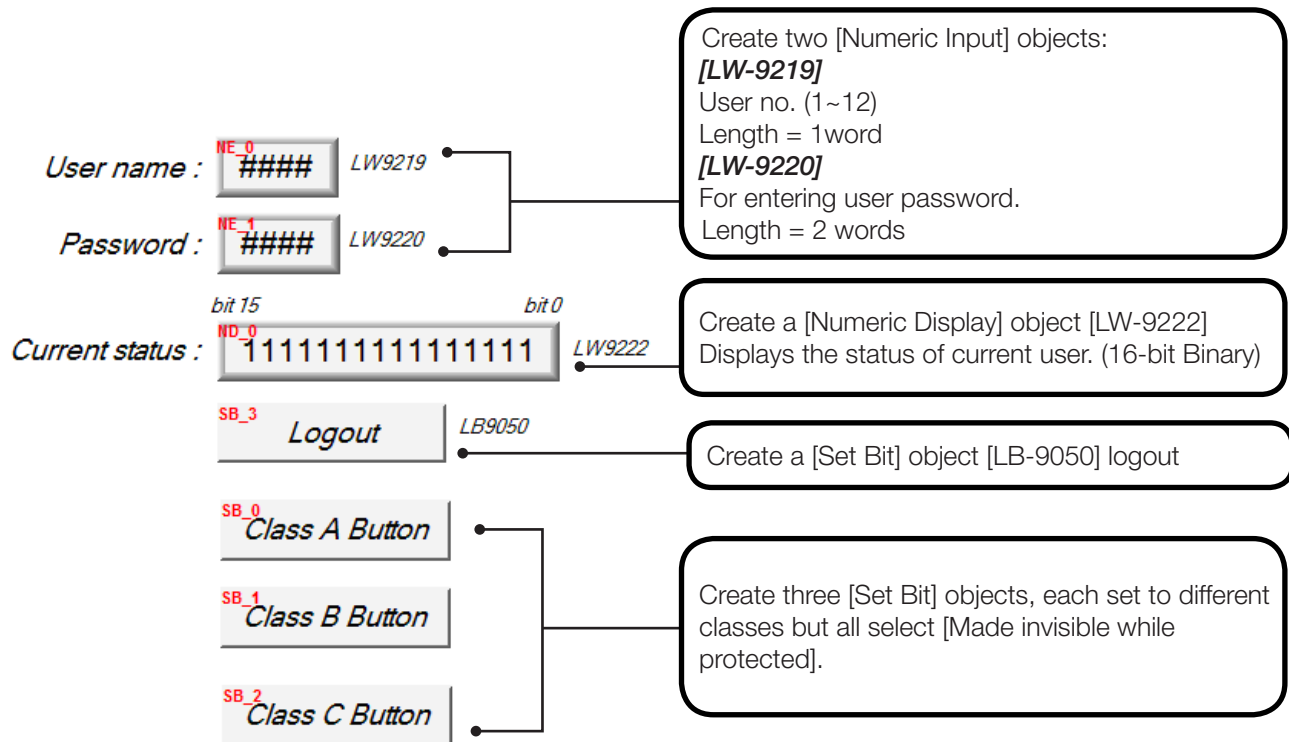 Create two [Numeric Input] objects:
[LW-9219]
User no. (1~12)
Length = 1word
[LW-9220]
For entering user password.
Length = 2 words
User name :
NE_0
####
LW9219
Password :
NE_1
####
LW9220
bit 15
bit 0
Current status :
ND_0
1111111111111111
LW9222
Create a [Numeric Display] object [LW-9222]
Displays the status of current user. (16-bit Binary)
SB_3
Logout
LB9050
Create a [Set Bit] object [LB-9050] logout
SB_0
Class A Button
SB_1
Class B Button
SB_2
Class C Button
Create three [Set Bit] objects, each set to different
classes but all select [Made invisible while
protected].